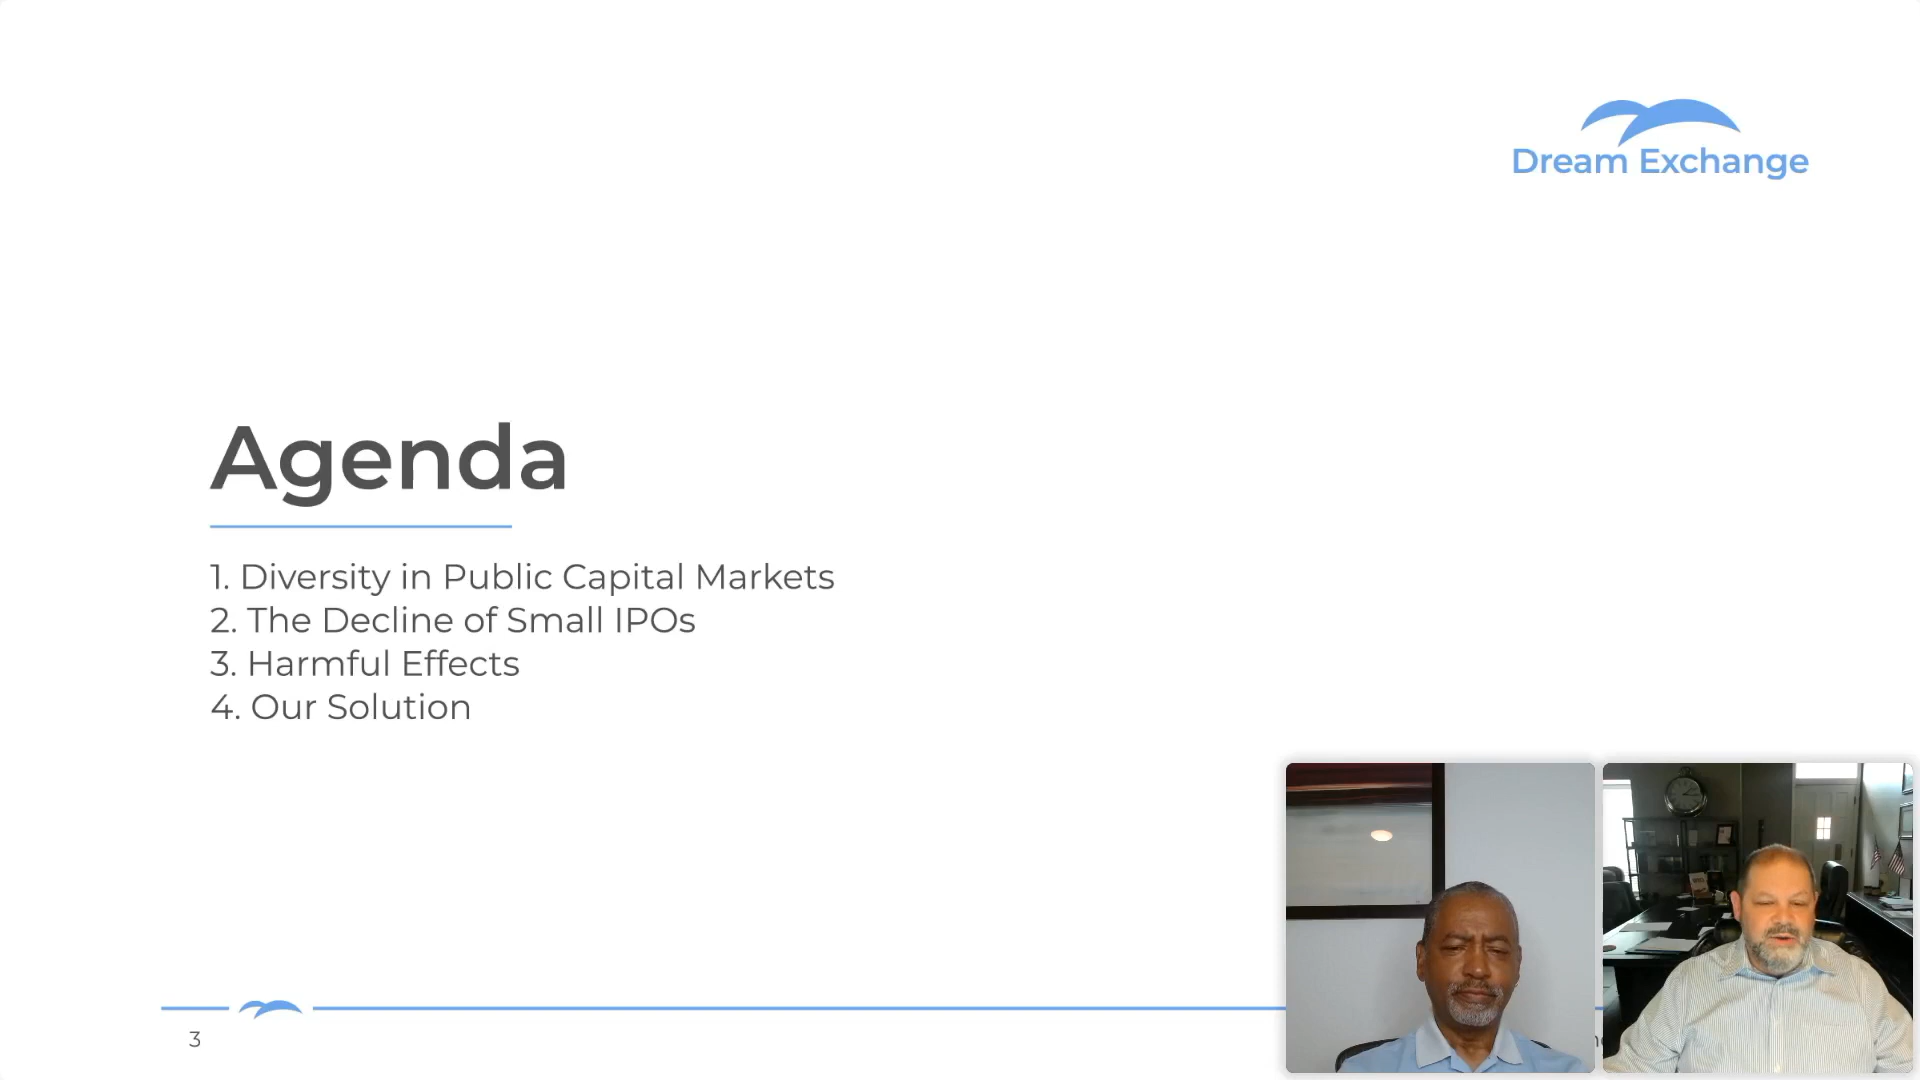 Dream Exchange
Agenda
1. Diversity in Public Capital Markets
2. The Decline of Small IPOs
3. Harmful Effects
4. Our Solution
3